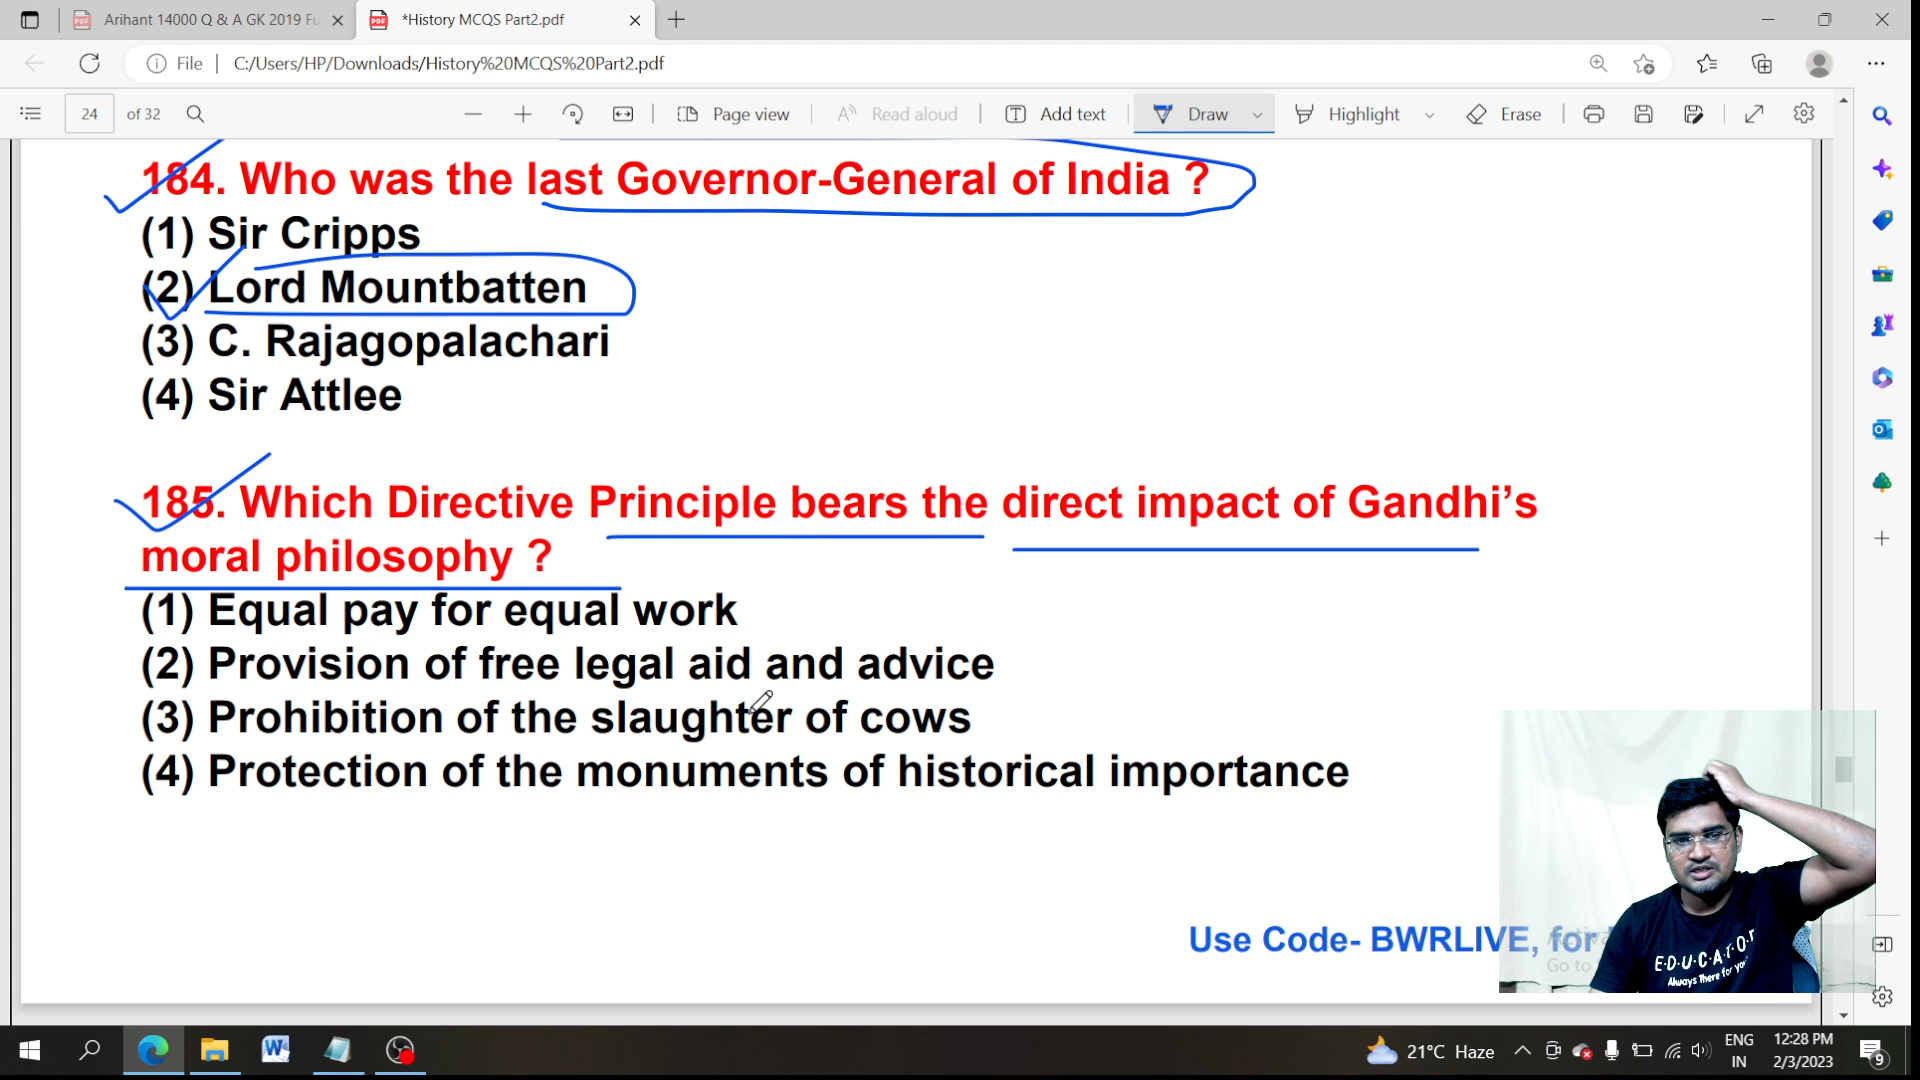 Arihant 14000 Q & A GK 2019 Fu
*History MCQS Part2.pdf
File
C:/Users/HP/Downloads/History%20MCQS%20Part2.pdf
24 of 32
Page view
Read aloud
Add text
Draw
Highlight
Erase
184. Who was the last Governor-General of India ?
(1) Sir Cripps
(2) Lord Mountbatten
(3) C. Rajagopalachari
(4) Sir Attlee
185. Which Directive Principle bears the direct impact of Gandhi’s
moral philosophy ?
(1) Equal pay for equal work
(2) Provision of free legal aid and advice
(3) Prohibition of the slaughter of cows
(4) Protection of the monuments of historical importance
Use Code- BWRLIVE, for
Go to
E·D·U·C·A·T·O·R
Always There for you
21°C Haze
ENG
IN
12:28 PM
2/3/2023
9